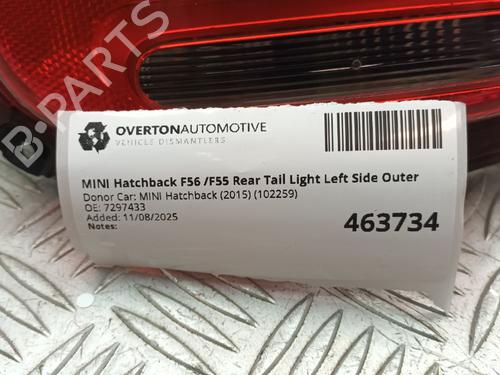 B-PARTS
OVERTONAUTOMOTIVE
VEHICLE DISMANTLERS
MINI Hatchback F56 /F55 Rear Tail Light Left Side Outer
Donor Car: MINI Hatchback (2015) (102259)
OE: 7297433
Added: 11/08/2025
Notes:
463734